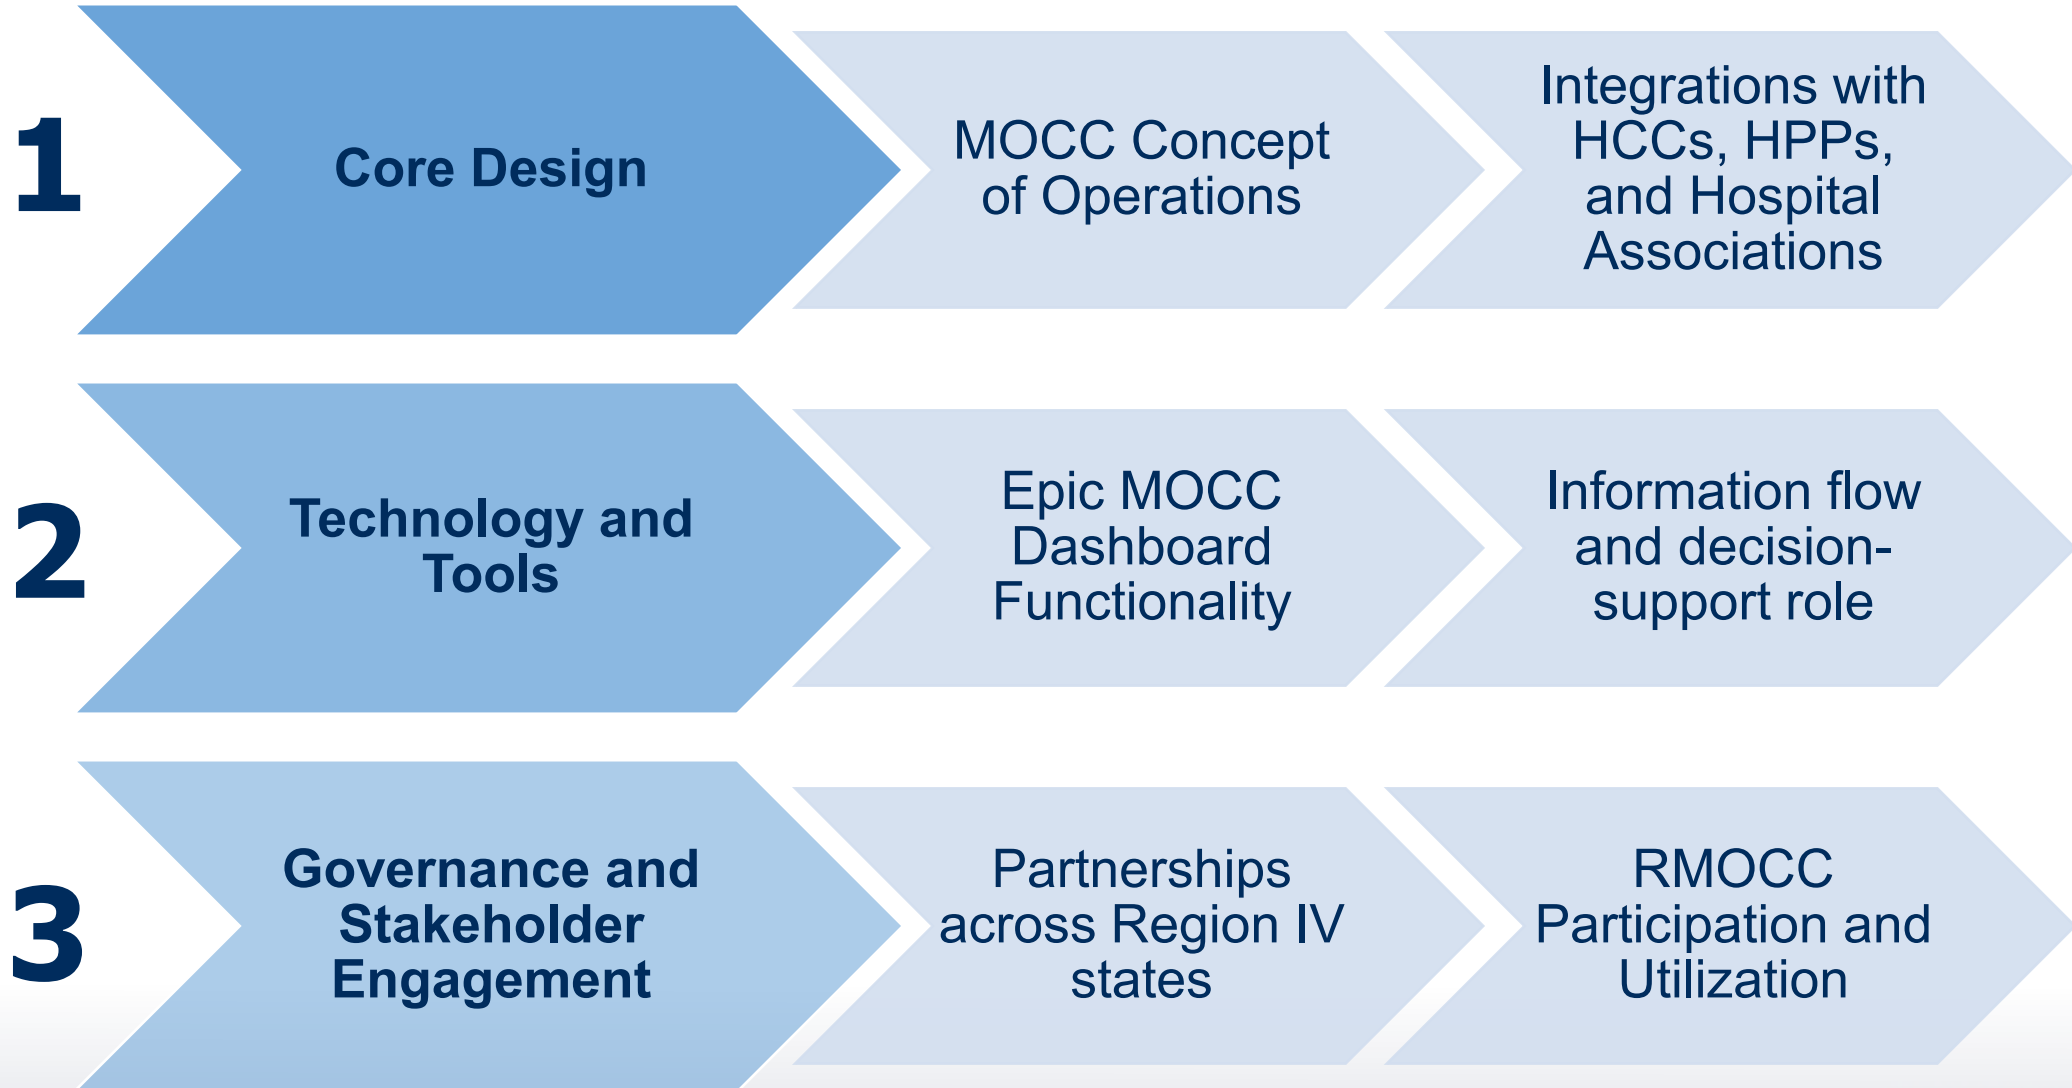 1
Core Design
MOCC Concept
of Operations
Integrations with
HCCs, HPPs,
and Hospital
Associations
2
Technology and
Tools
Epic MOCC
Dashboard
Functionality
Information flow
and decision-
support role
3
Governance and
Stakeholder
Engagement
Partnerships
across Region IV
states
RMOCC
Participation and
Utilization